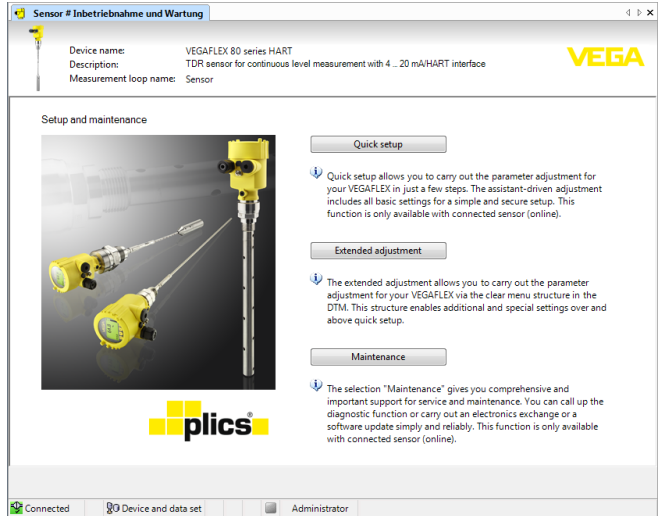 Sensor # Inbetriebnahme und Wartung
Device name: VEGAFLEX 80 series HART
Description: TDR sensor for continuous level measurement with 4 ... 20 mA/HART interface
Measurement loop name: Sensor
VEGA
Setup and maintenance
Quick setup
Quick setup allows you to carry out the parameter adjustment for
your VEGAFLEX in just a few steps. The assistant-driven adjustment
includes all basic settings for a simple and secure setup. This
function is only available with connected sensor (online).
Extended adjustment
The extended adjustment allows you to carry out the parameter
adjustment for your VEGAFLEX via the clear menu structure in the
DTM. This structure enables additional and special settings over and
above quick setup.
Maintenance
The selection "Maintenance" gives you comprehensive and
important support for service and maintenance. You can call up the
diagnostic function or carry out an electronics exchange or a
software update simply and reliably. This function is only available
with connected sensor (online).
plics®
Connected
Device and data set
Administrator